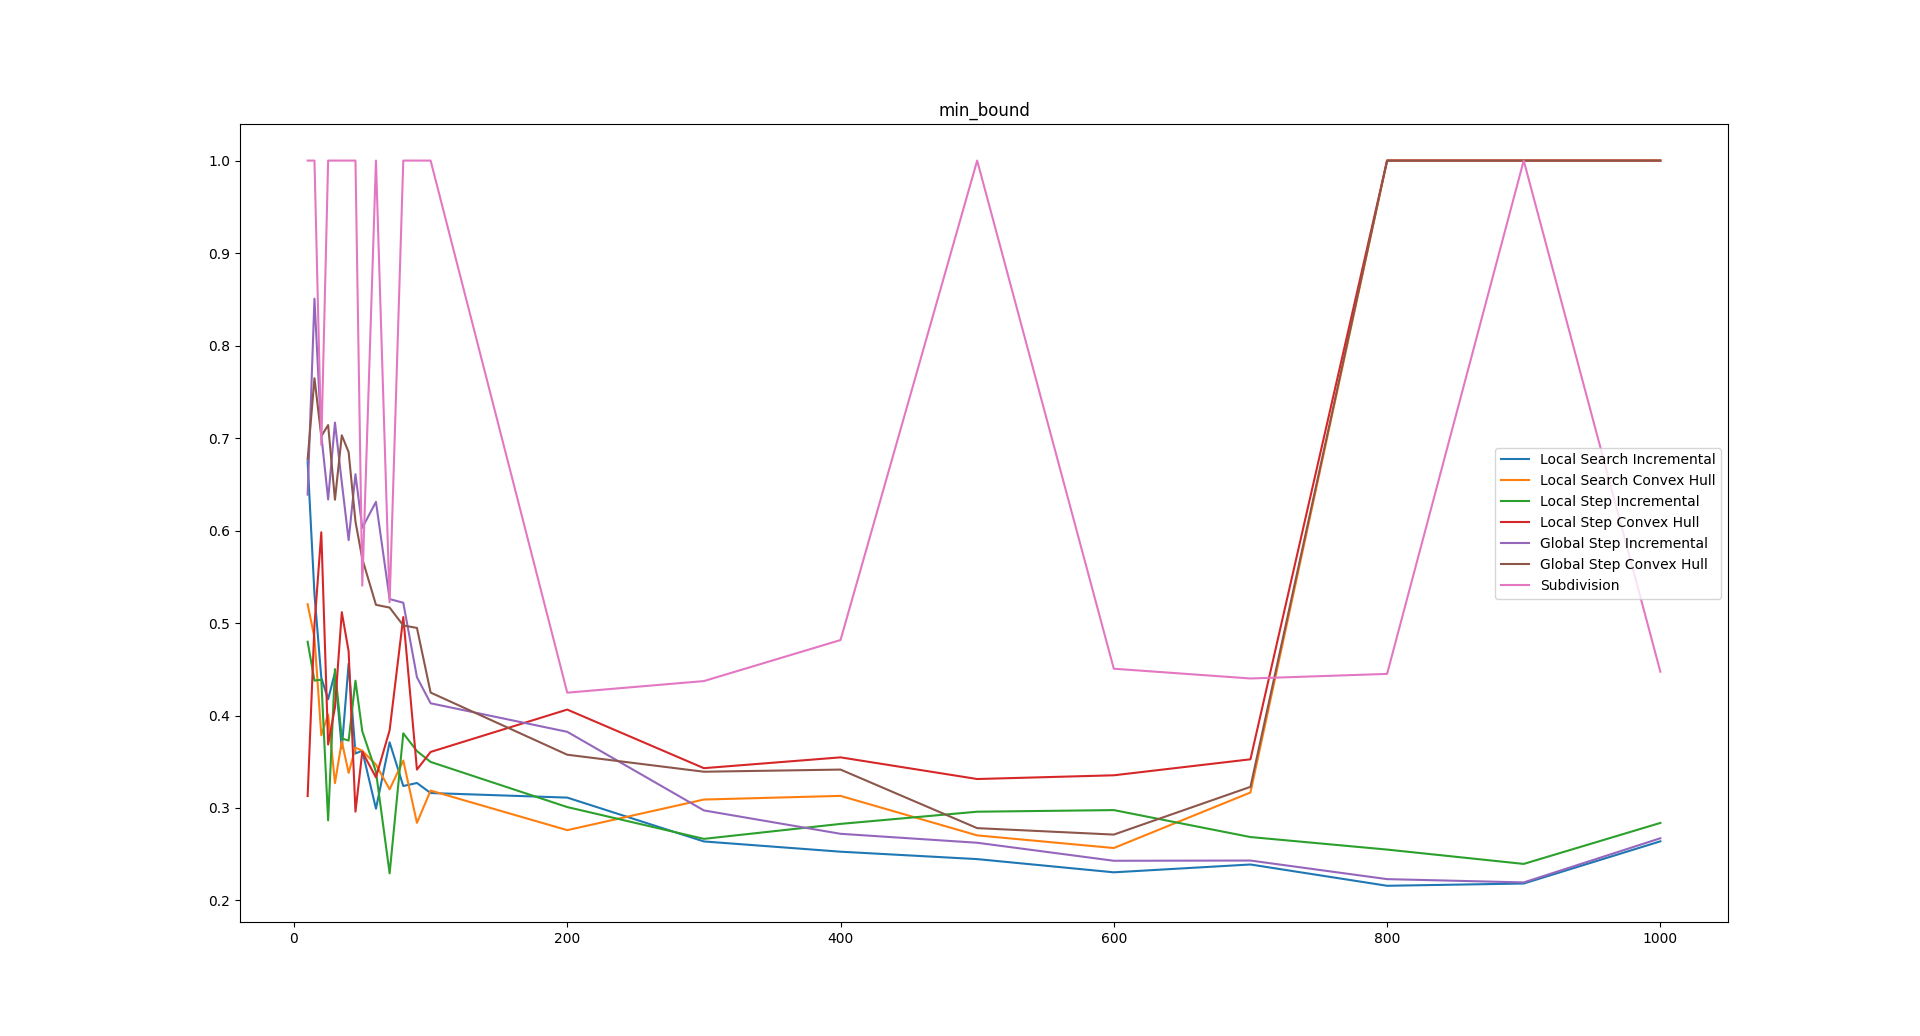 min_bound
1.0
0.9
0.8
0.7
0.6
0.5
0.4
0.3
0.2
Local Search Incremental
Local Search Convex Hull
Local Step Incremental
Local Step Convex Hull
Global Step Incremental
Global Step Convex Hull
Subdivision
0 200 400 600 800 1000